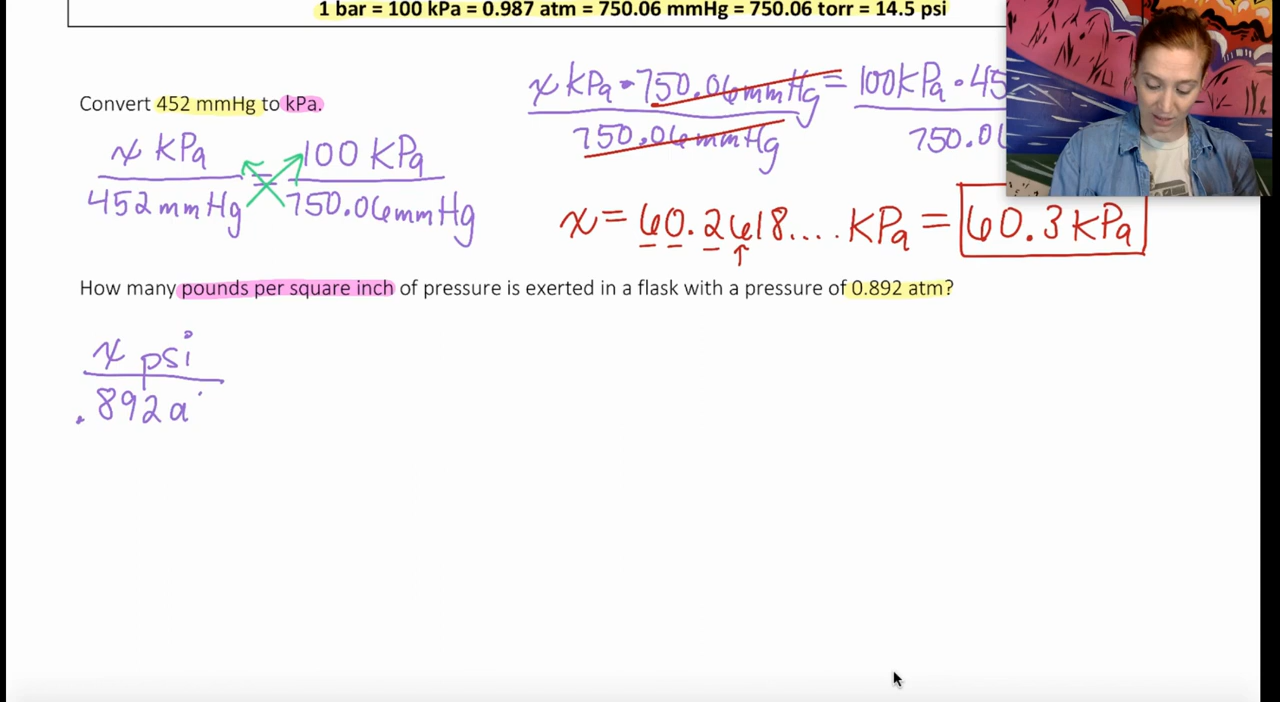 1 bar = 100 kPa = 0.987 atm = 750.06 mmHg = 750.06 torr = 14.5 psi
Convert 452 mmHg to kPa.
x kPa / 452 mmHg = 100 kPa / 750.06 mmHg
x kPa • 750.06 mmHg / 750.06 mmHg = 100 kPa • 45 / 750.0
x = 60.2618.... kPa = 60.3 kPa
How many pounds per square inch of pressure is exerted in a flask with a pressure of 0.892 atm?
x psi
.892 a